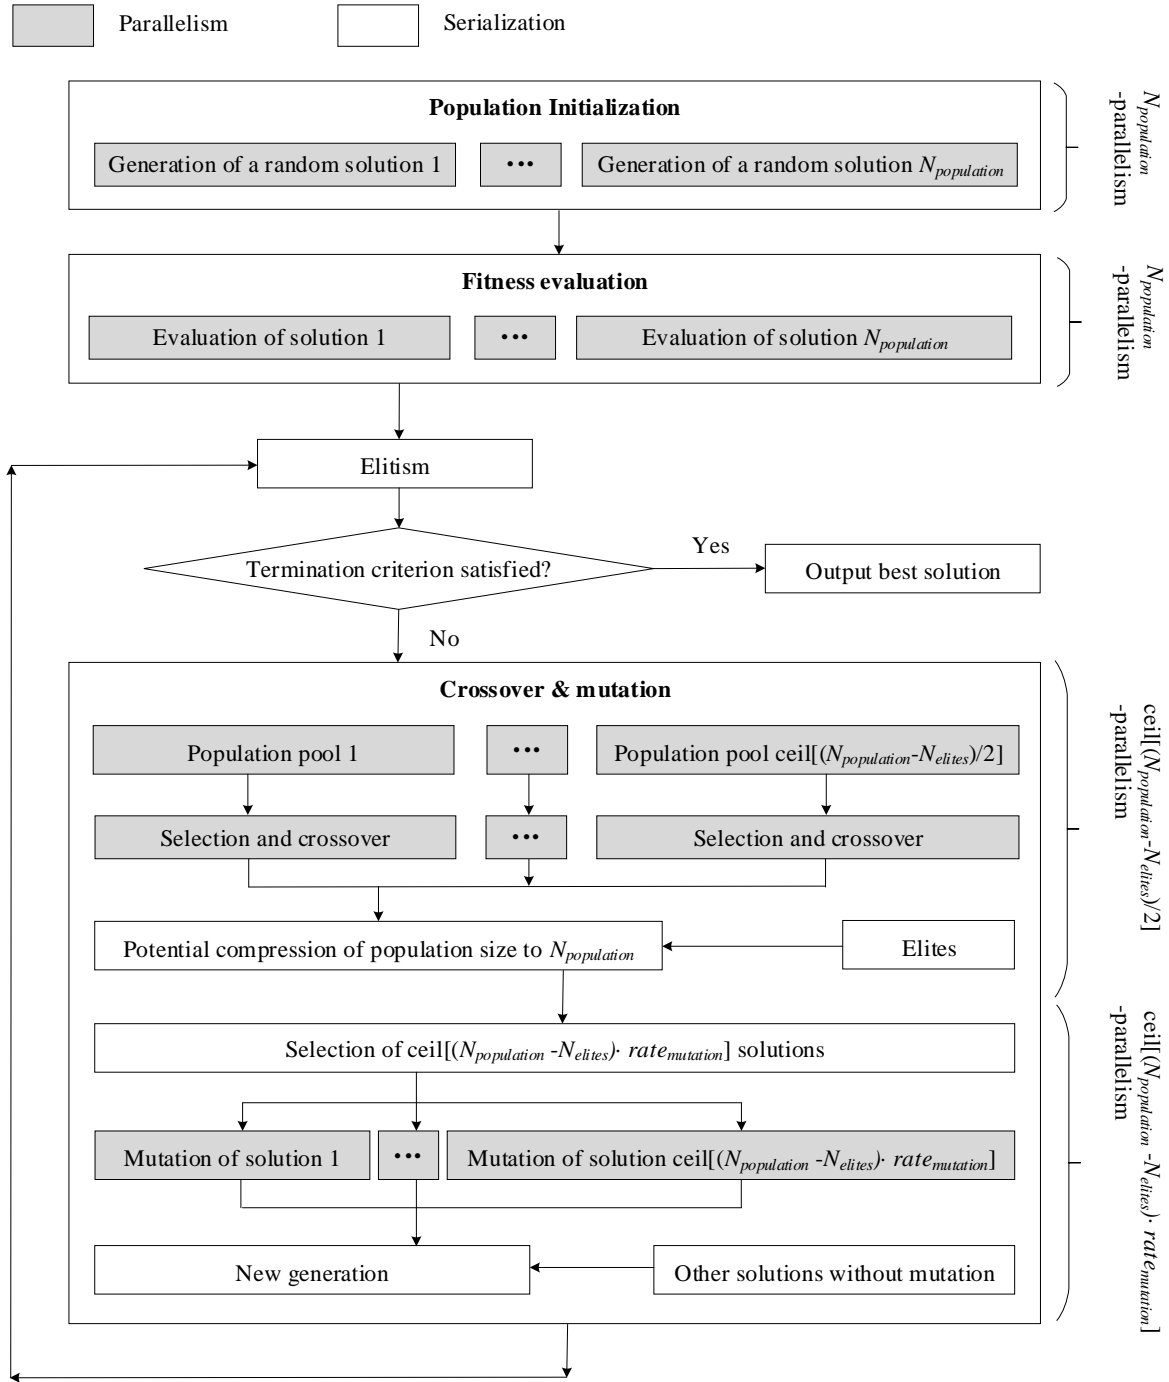 Parallelism
Serialization
Population Initialization
Generation of a random solution 1
•••
Generation of a random solution N_population
N_population
-parallelism
Fitness evaluation
Evaluation of solution 1
•••
Evaluation of solution N_population
N_population
-parallelism
Elitism
Termination criterion satisfied?
Yes
Output best solution
No
Crossover & mutation
Population pool 1
•••
Population pool ceil[(N_population-N_elites)/2]
Selection and crossover
•••
Selection and crossover
ceil[(N_population-N_elites)/2]
-parallelism
Potential compression of population size to N_population
Elites
Selection of ceil[(N_population -N_elites)· rate_mutation] solutions
Mutation of solution 1
•••
Mutation of solution ceil[(N_population -N_elites)· rate_mutation]
New generation
Other solutions without mutation
ceil[(N_population -N_elites)· rate_mutation]
-parallelism